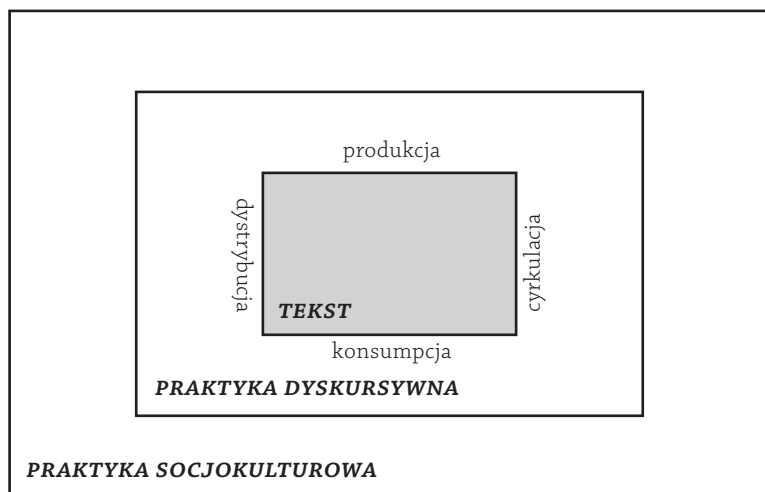 produkcja
dystrybucja
cyrkulacja
TEKST
konsumpcja
PRAKTYKA DYSKURSYWNA
PRAKTYKA SOCJOKULTUROWA